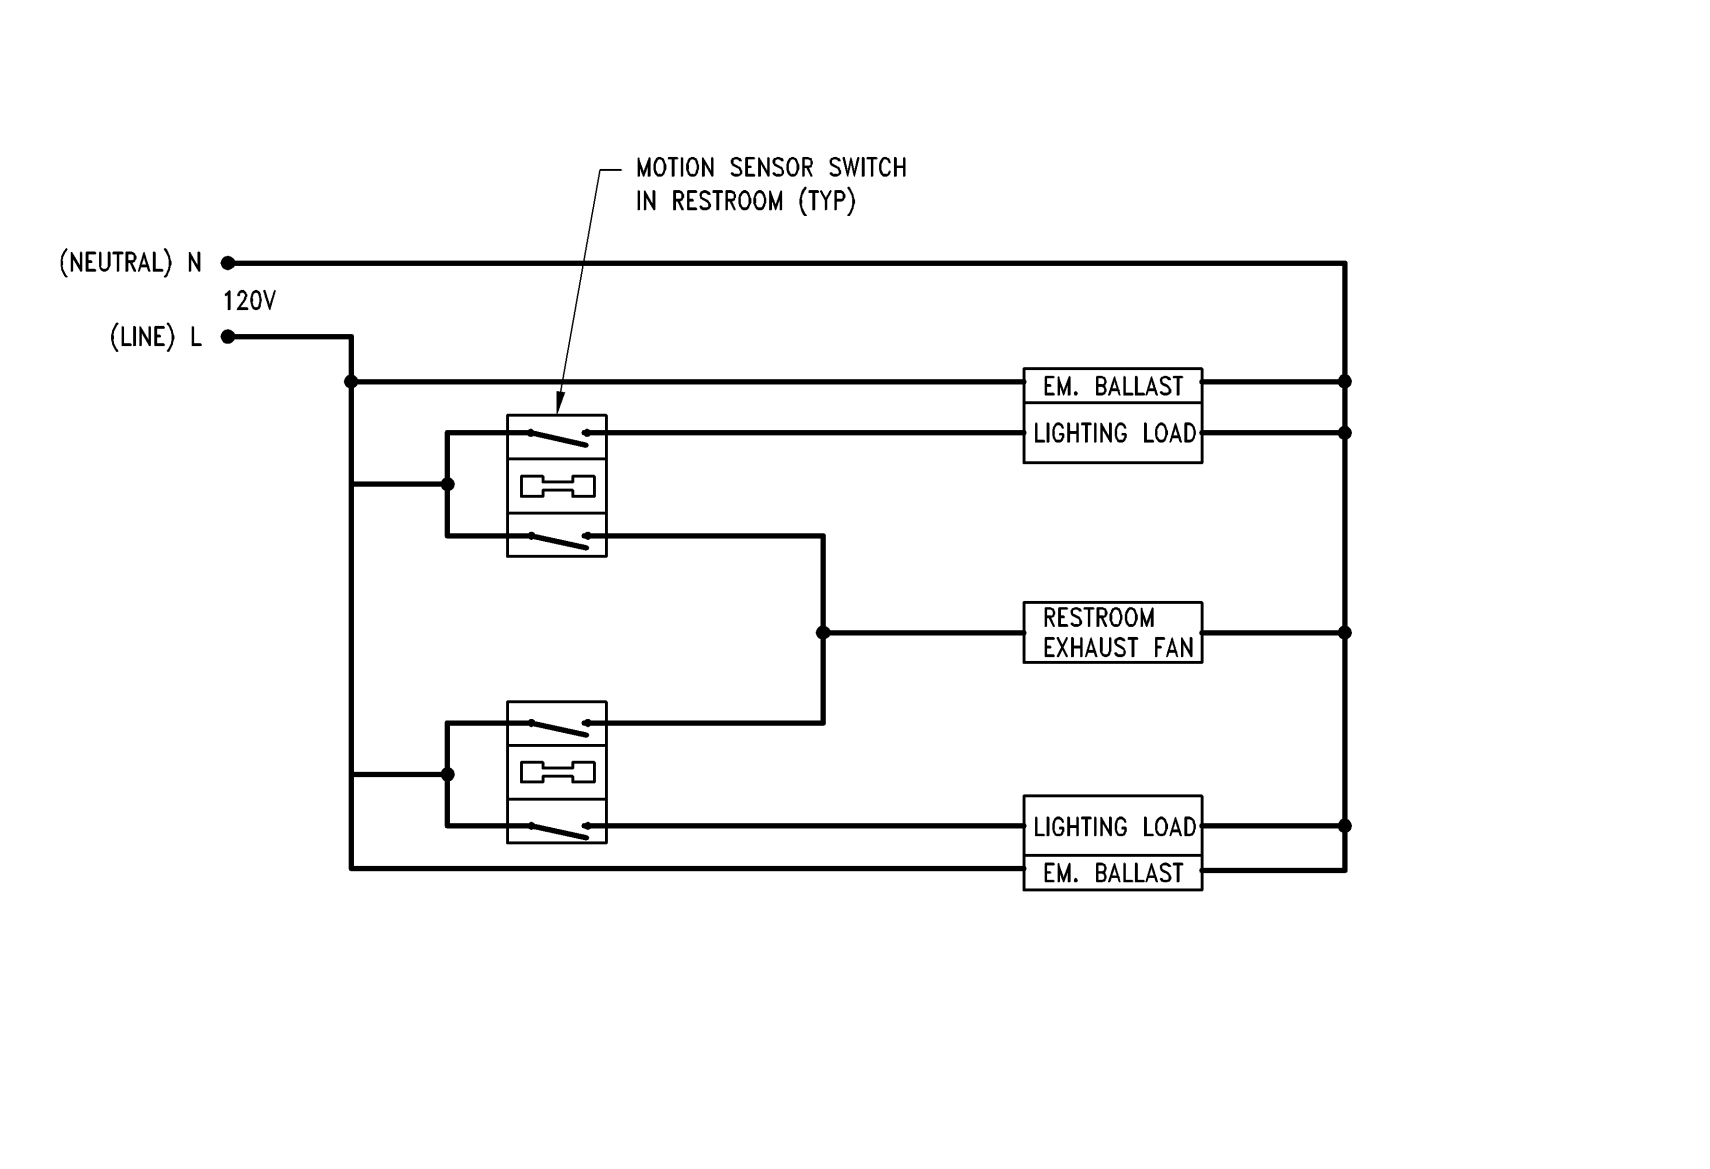 MOTION SENSOR SWITCH
IN RESTROOM (TYP)
(NEUTRAL) N
120V
(LINE) L
EM. BALLAST
LIGHTING LOAD
RESTROOM
EXHAUST FAN
LIGHTING LOAD
EM. BALLAST